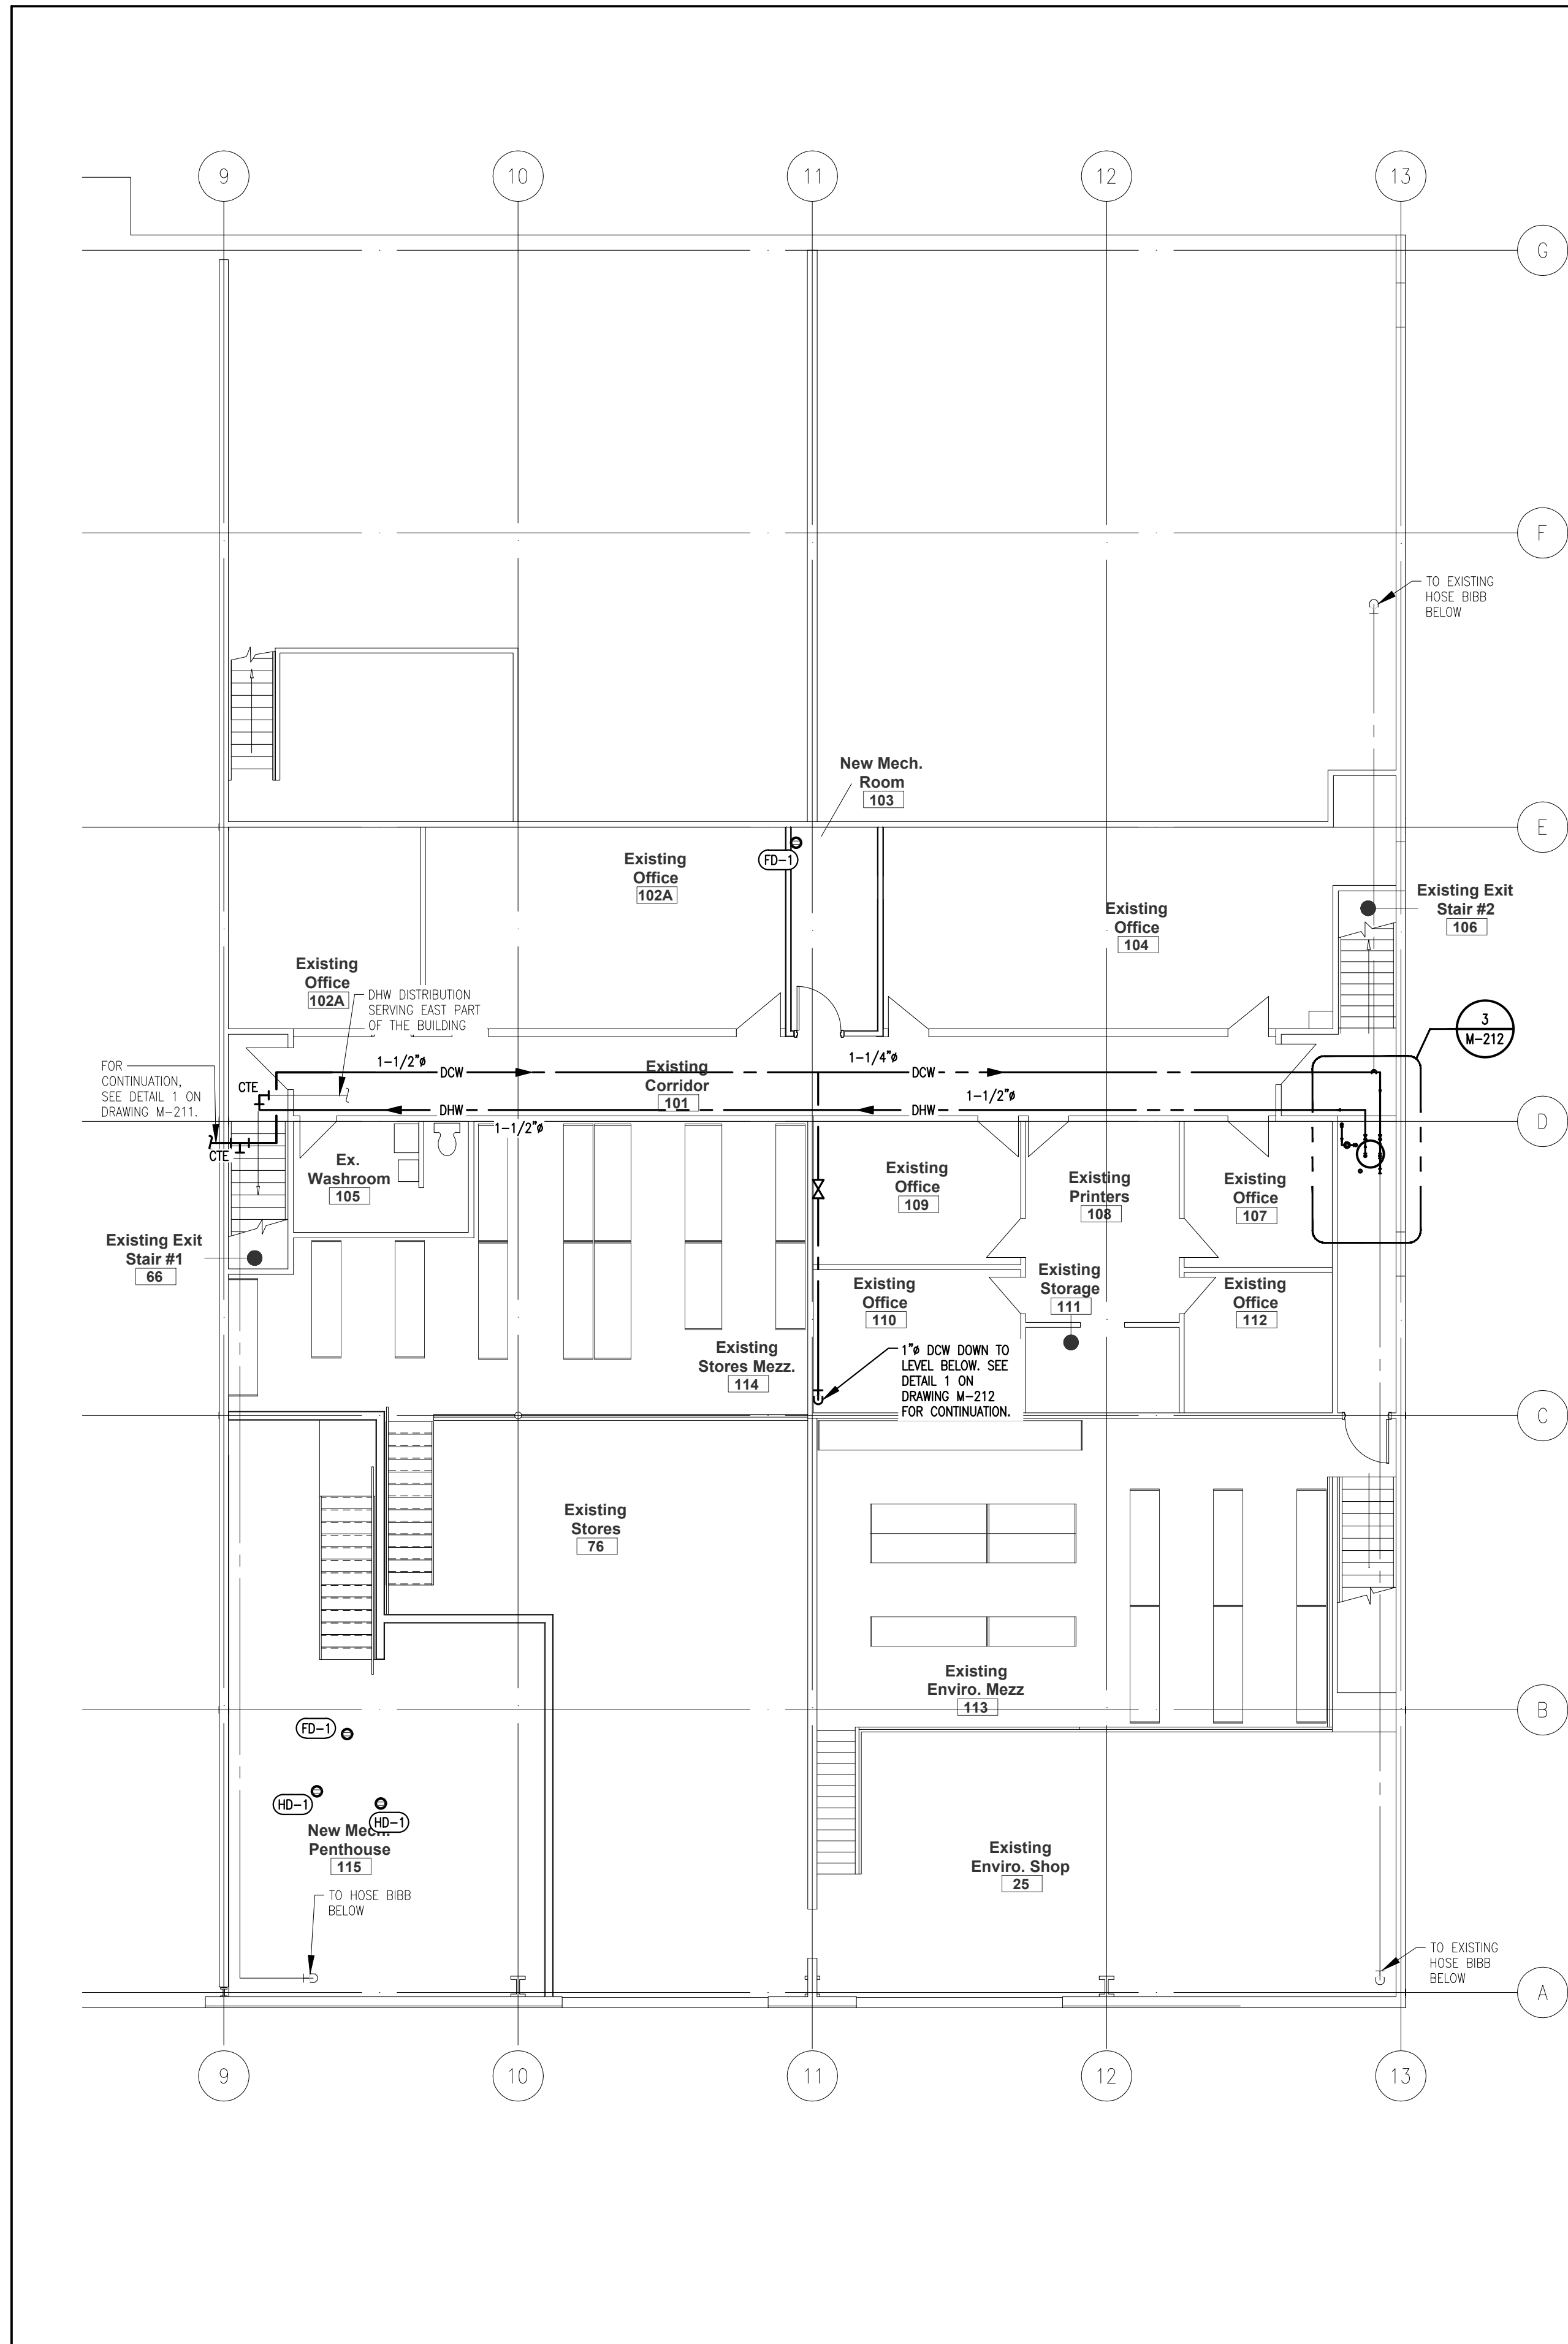 9
10
11
12
13
G
F
TO EXISTING
HOSE BIBB
BELOW
New Mech.
Room
103
E
FD-1
Existing
Office
102A
Existing
Office
104
Existing Exit
Stair #2
106
Existing
Office
102A
DHW DISTRIBUTION
SERVING EAST PART
OF THE BUILDING
3
M-212
FOR
CONTINUATION,
SEE DETAIL 1 ON
DRAWING M-211.
1-1/2"ø
DCW
1-1/4"ø
DCW
CTE
Existing
Corridor
101
DHW
1-1/2"ø
DHW
1-1/2"ø
D
CTE
Ex.
Washroom
105
Existing
Office
109
Existing
Printers
108
Existing
Office
107
Existing Exit
Stair #1
66
Existing
Office
110
Existing
Storage
111
Existing
Office
112
Existing
Stores Mezz.
114
1"ø DCW DOWN TO
LEVEL BELOW. SEE
DETAIL 1 ON
DRAWING M-212
FOR CONTINUATION.
C
Existing
Stores
76
Existing
Enviro. Mezz
113
B
FD-1
HD-1
HD-1
New Mech.
Penthouse
115
Existing
Enviro. Shop
25
TO HOSE BIBB
BELOW
TO EXISTING
HOSE BIBB
BELOW
A
9
10
11
12
13